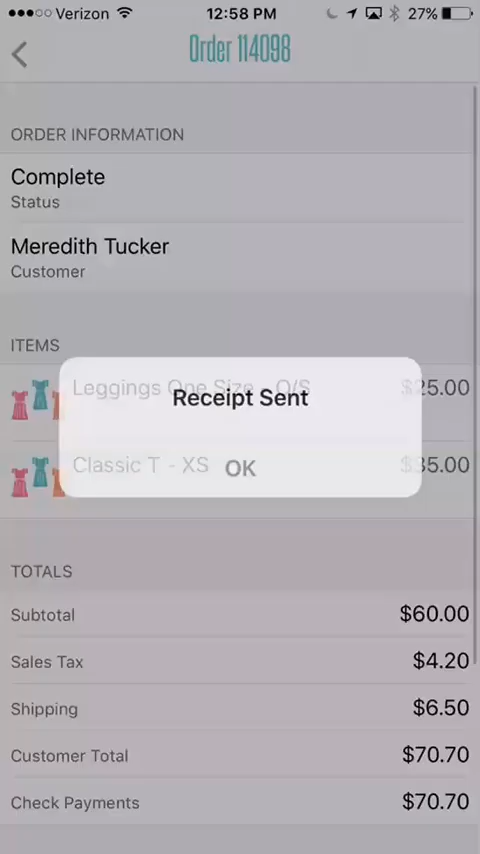 Verizon 12:58 PM 27%
Order 114098
ORDER INFORMATION
Complete
Status
Meredith Tucker
Customer
ITEMS
Leggings One Size - O/S $25.00
Receipt Sent
Classic T - XS $35.00
OK
TOTALS
Subtotal $60.00
Sales Tax $4.20
Shipping $6.50
Customer Total $70.70
Check Payments $70.70